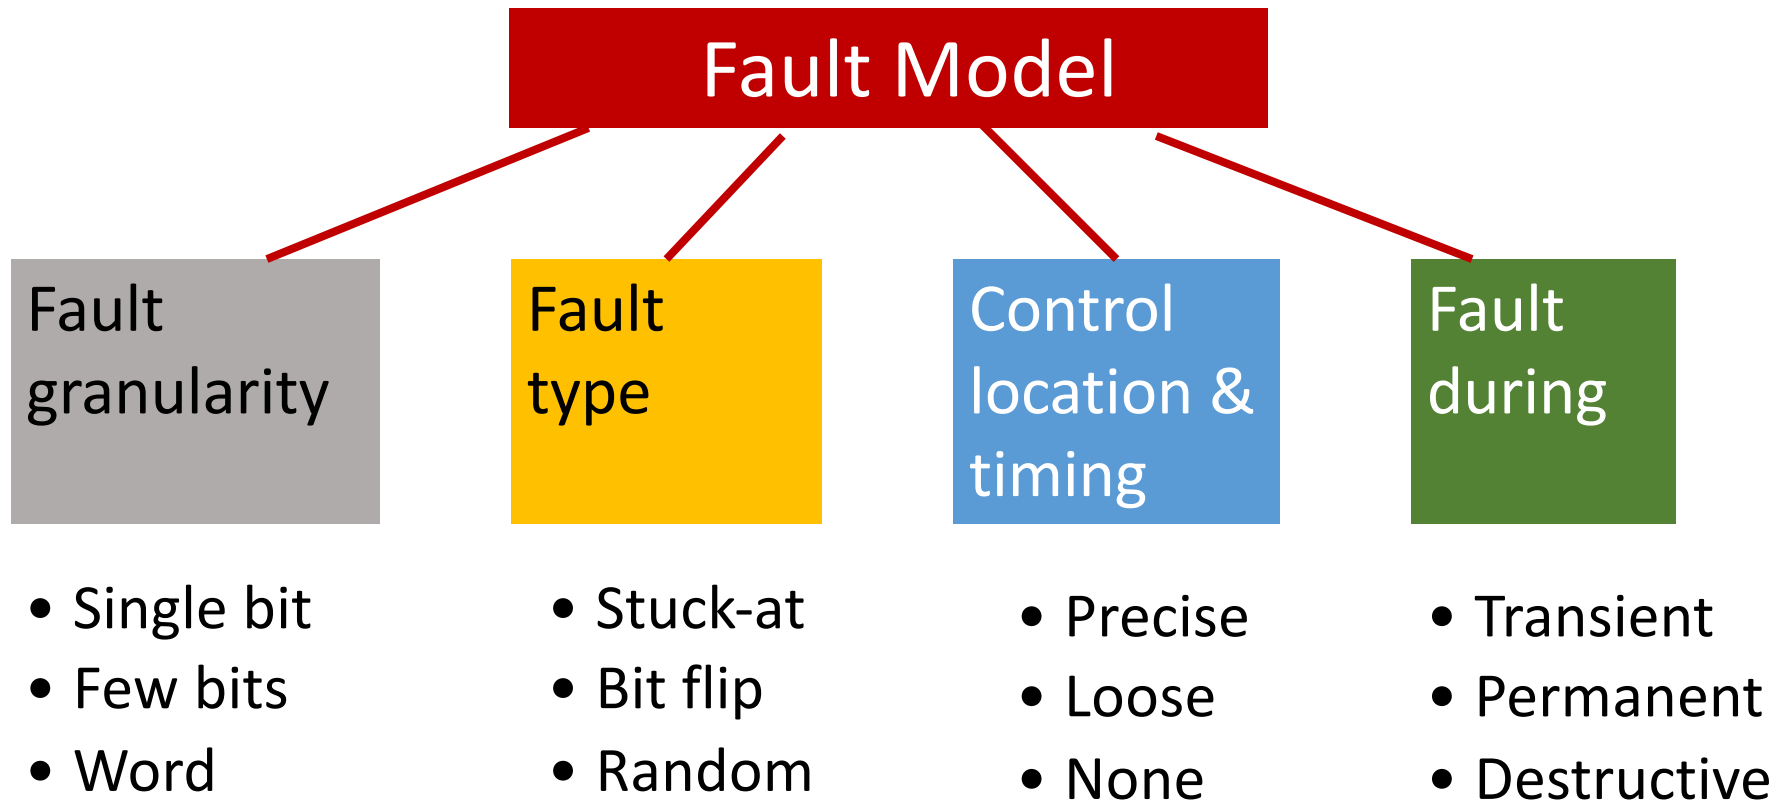 Fault Model
Fault
granularity
• Single bit
• Few bits
• Word
Fault
type
• Stuck-at
• Bit flip
• Random
Control
location &
timing
• Precise
• Loose
• None
Fault
during
• Transient
• Permanent
• Destructive